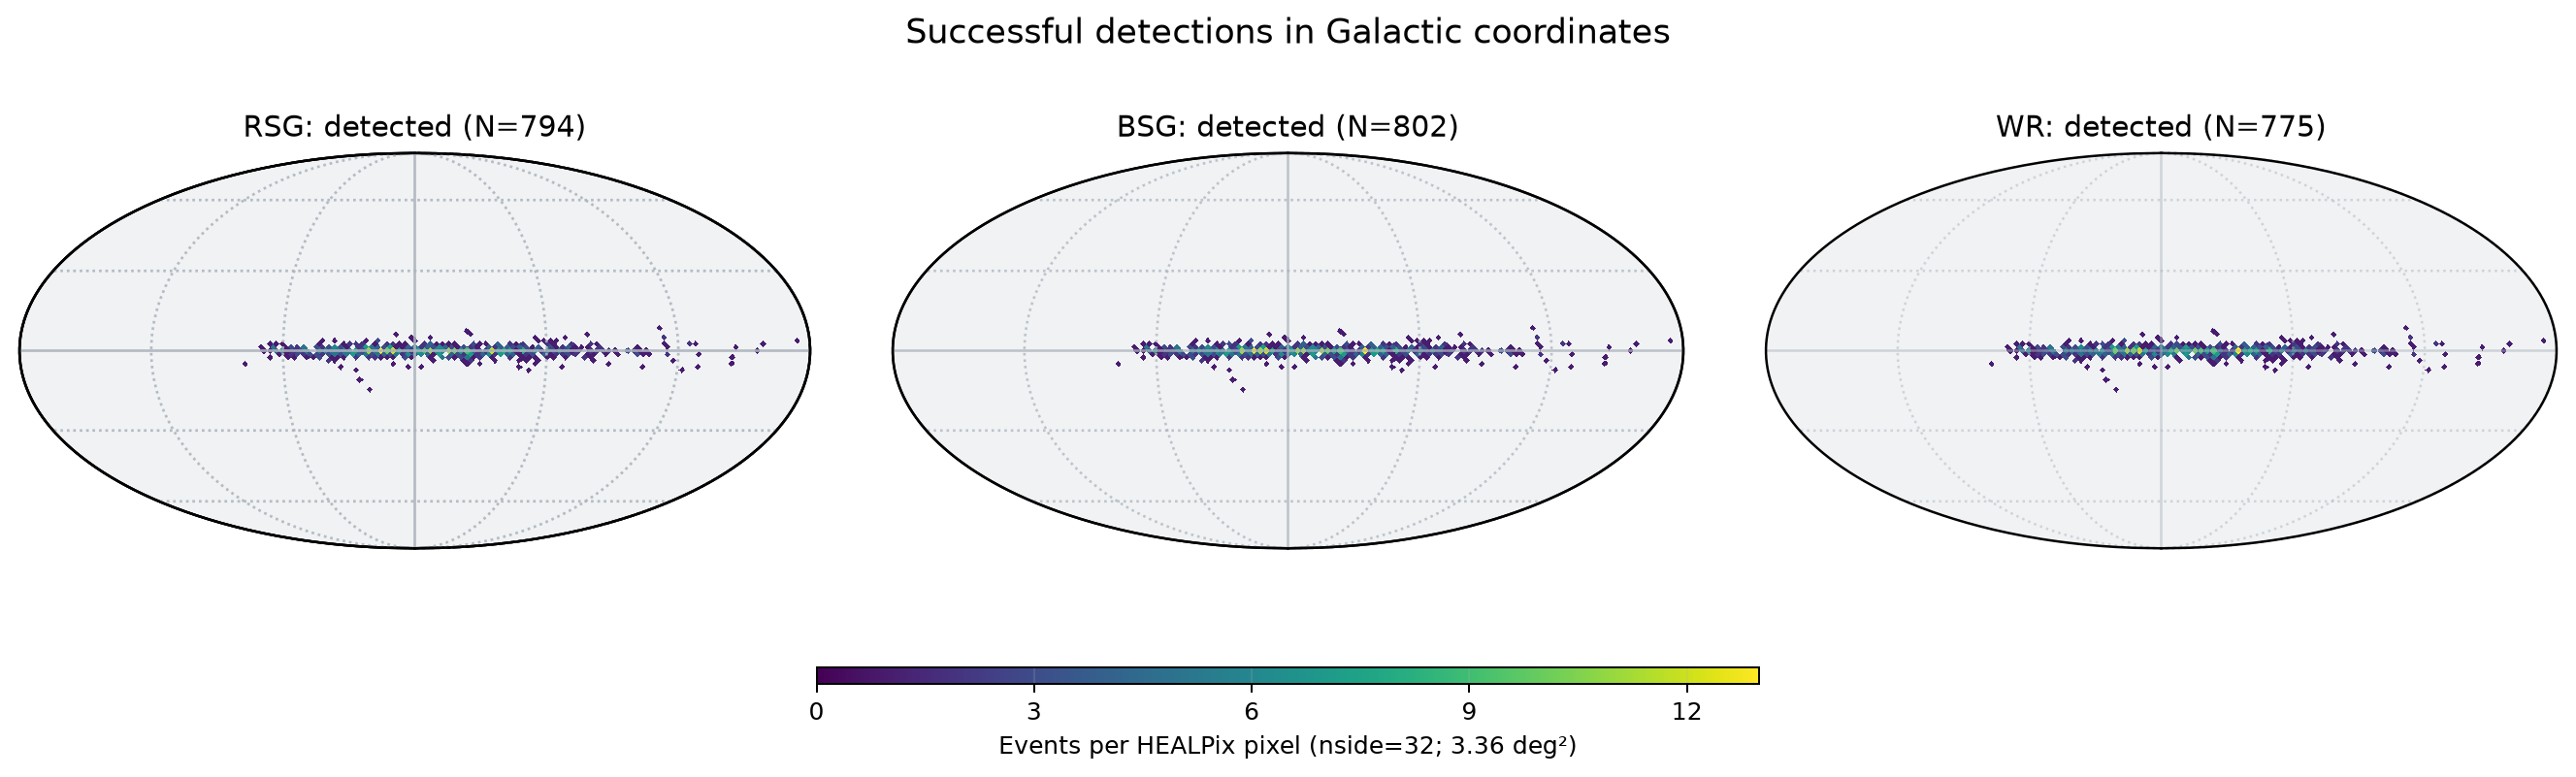 Successful detections in Galactic coordinates
RSG: detected (N=794)
BSG: detected (N=802)
WR: detected (N=775)
0 3 6 9 12
Events per HEALPix pixel (nside=32; 3.36 deg²)